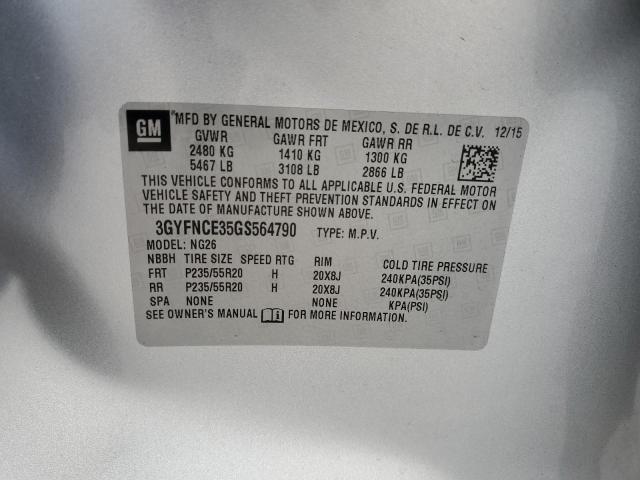 GM
MFD BY GENERAL MOTORS DE MEXICO, S. DE R.L. DE C.V. 12/15
GVWR GAWR FRT GAWR RR
2480 KG 1410 KG 1300 KG
5467 LB 3108 LB 2866 LB
THIS VEHICLE CONFORMS TO ALL APPLICABLE U.S. FEDERAL MOTOR
VEHICLE SAFETY AND THEFT PREVENTION STANDARDS IN EFFECT ON
DATE OF MANUFACTURE SHOWN ABOVE.
3GYFNCE35GS564790 TYPE: M.P.V.
MODEL: NG26
NBBH TIRE SIZE SPEED RTG RIM COLD TIRE PRESSURE
FRT P235/55R20 H 20X8J 240KPA(35PSI)
RR P235/55R20 H 20X8J 240KPA(35PSI)
SPA NONE NONE KPA(PSI)
SEE OWNER'S MANUAL FOR MORE INFORMATION.